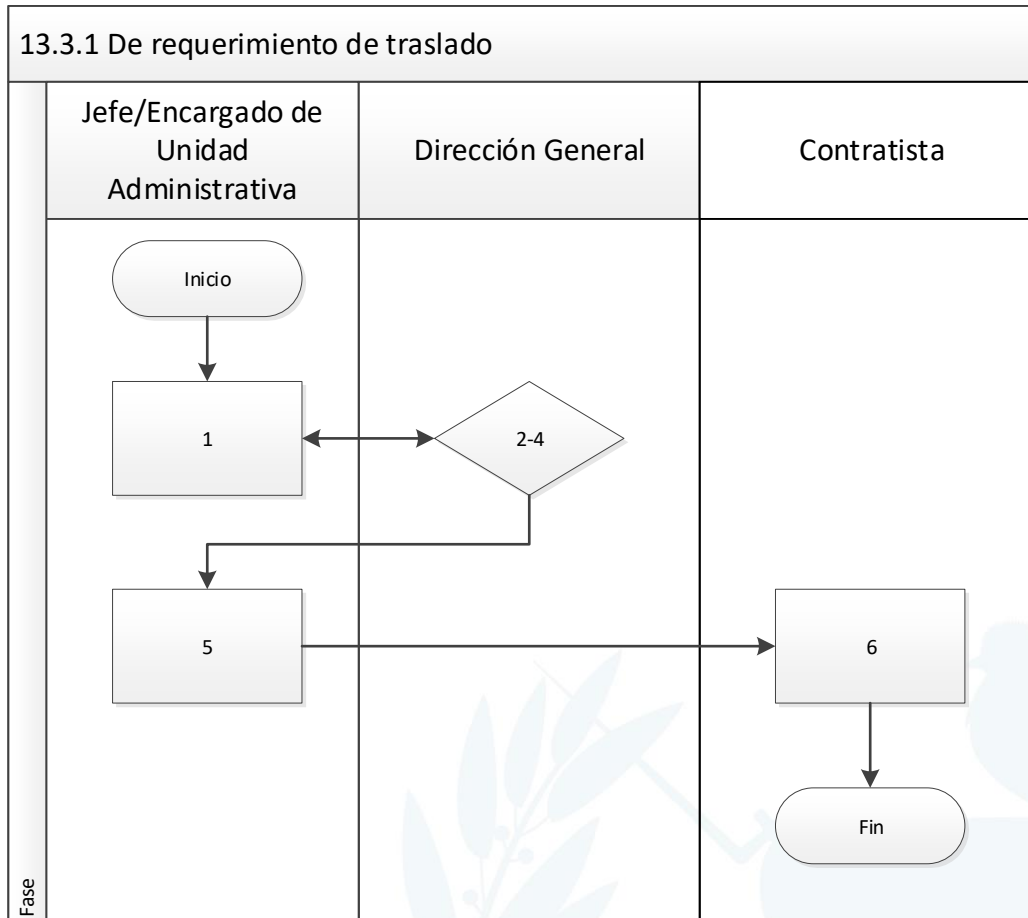 13.3.1 De requerimiento de traslado
Jefe/Encargado de
Unidad
Administrativa
Dirección General
Contratista
Inicio
1
2-4
5
6
Fin
Fase